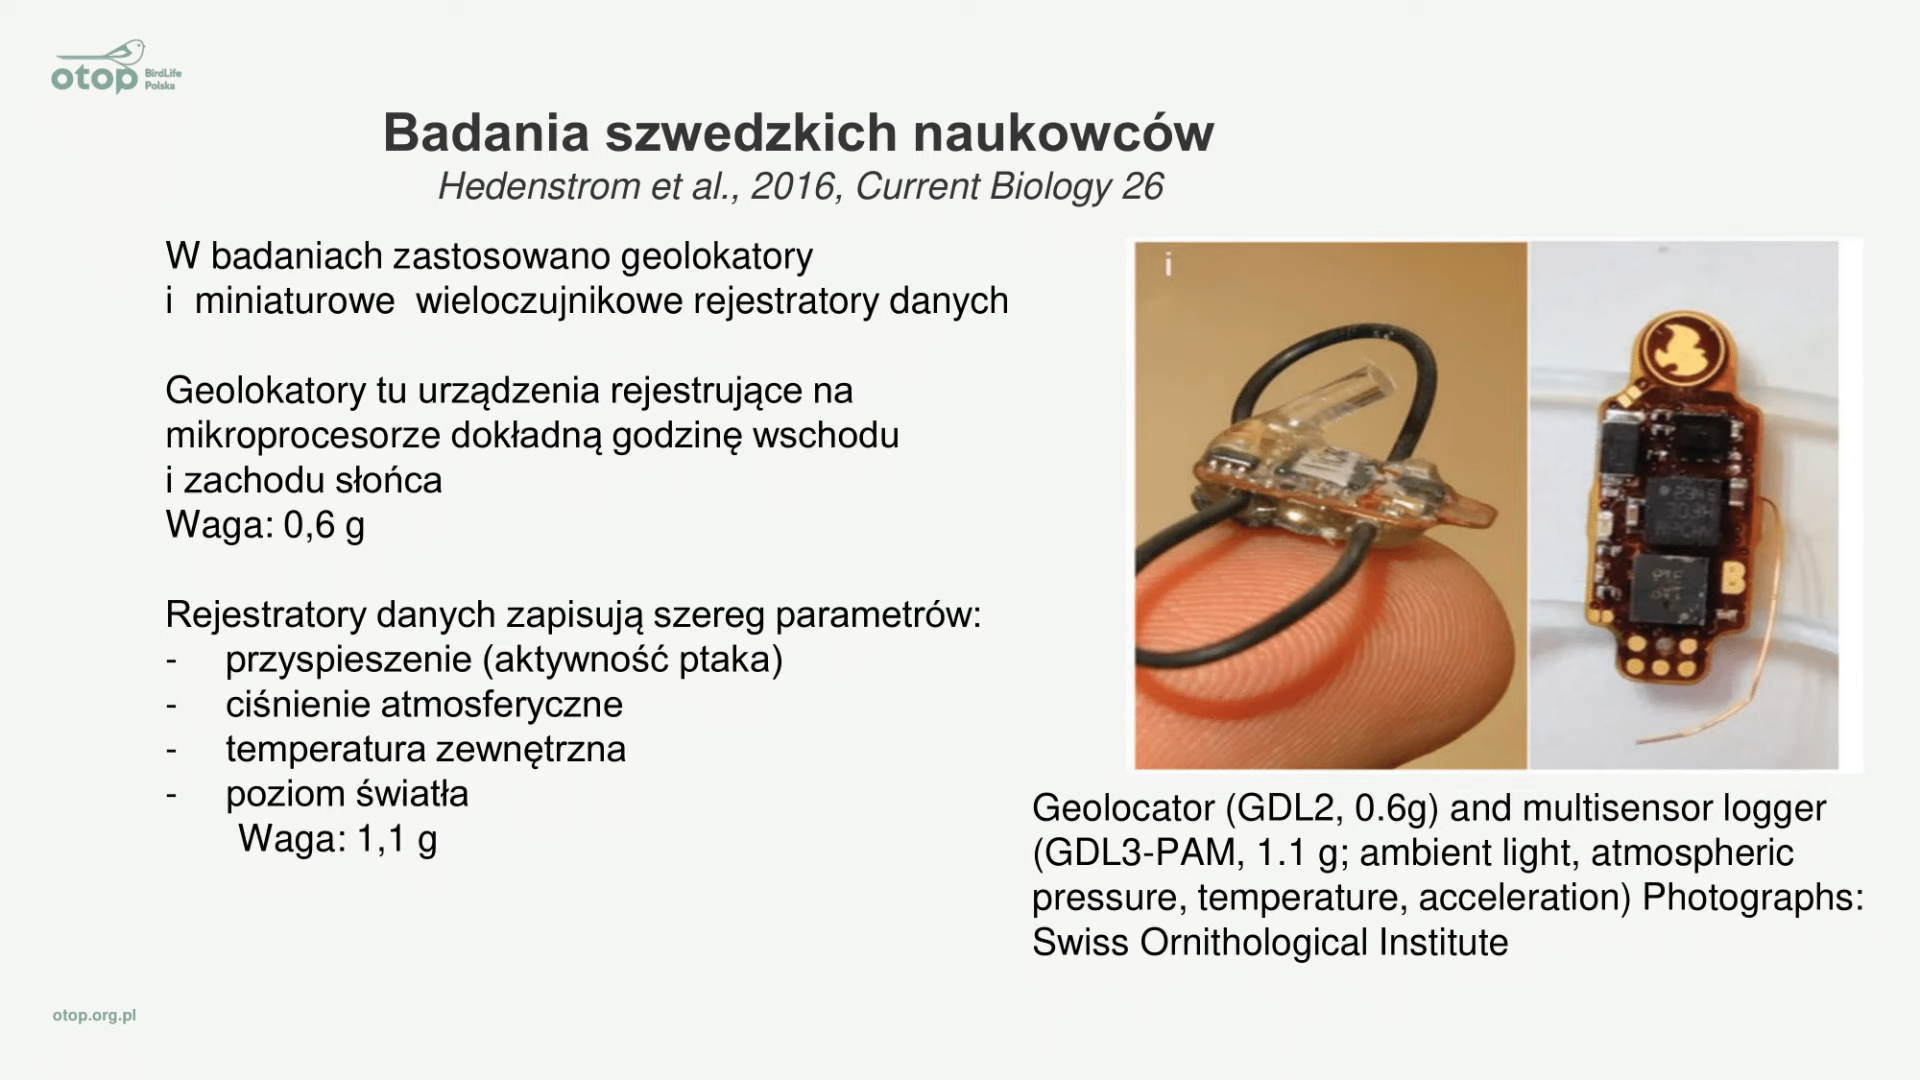 otop BirdLife
Polska
Badania szwedzkich naukowców
Hedenstrom et al., 2016, Current Biology 26
W badaniach zastosowano geolokatory
i miniaturowe wieloczujnikowe rejestratory danych
Geolokatory tu urządzenia rejestrujące na
mikroprocesorze dokładną godzinę wschodu
i zachodu słońca
Waga: 0,6 g
Rejestratory danych zapisują szereg parametrów:
- przyspieszenie (aktywność ptaka)
- ciśnienie atmosferyczne
- temperatura zewnętrzna
- poziom światła
Waga: 1,1 g
i
B
Geolocator (GDL2, 0.6g) and multisensor logger
(GDL3-PAM, 1.1 g; ambient light, atmospheric
pressure, temperature, acceleration) Photographs:
Swiss Ornithological Institute
otop.org.pl